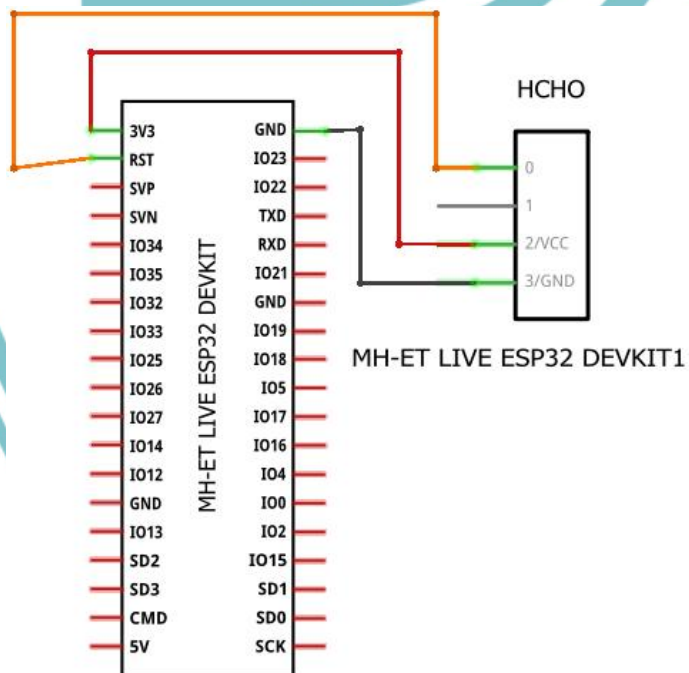 HCHO
3V3
RST
SVP
SVN
IO34
IO35
IO32
IO33
IO25
IO26
IO27
IO14
IO12
GND
IO13
SD2
SD3
CMD
5V
MH-ET LIVE ESP32 DEVKIT
GND
IO23
IO22
TXD
RXD
IO21
GND
IO19
IO18
IO5
IO17
IO16
IO4
IO0
IO2
IO15
SD1
SD0
SCK
0
1
2/VCC
3/GND
MH-ET LIVE ESP32 DEVKIT1